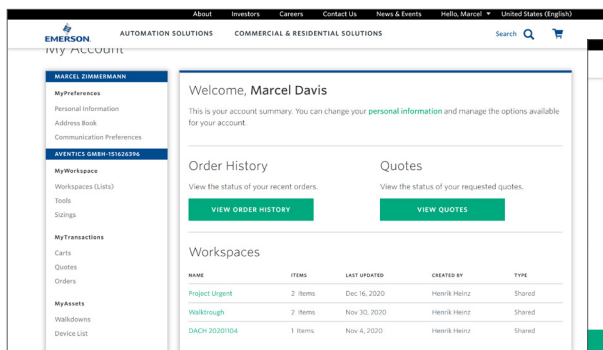 About Investors Careers Contact Us News & Events Hello, Marcel United States (English)
EMERSON. AUTOMATION SOLUTIONS COMMERCIAL & RESIDENTIAL SOLUTIONS Search
My Account
MARCEL ZIMMERMANN
MyPreferences
Personal Information
Address Book
Communication Preferences
AVENTICS GMBH-151626396
MyWorkspace
Workspaces (Lists)
Tools
Sizings
MyTransactions
Carts
Quotes
Orders
MyAssets
Walkdowns
Device List
Welcome, Marcel Davis
This is your account summary. You can change your personal information and manage the options available
for your account.
Order History
View the status of your recent orders.
VIEW ORDER HISTORY
Quotes
View the status of your requested quotes.
VIEW QUOTES
Workspaces
NAME ITEMS LAST UPDATED CREATED BY TYPE
Project Urgent 2 Items Dec 16, 2020 Henrik Heinz Shared
Walktrough 2 Items Nov 30, 2020 Henrik Heinz Shared
DACH 20201104 1 Items Nov 4, 2020 Henrik Heinz Shared